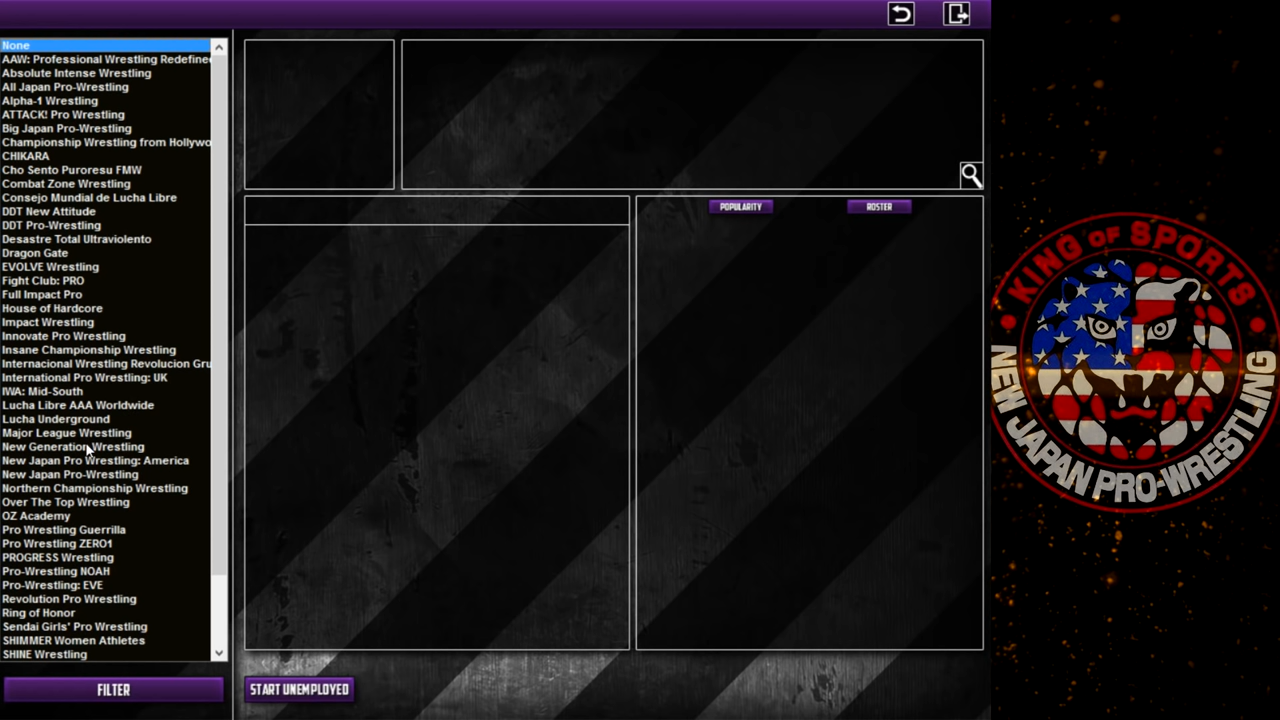 None
AAW: Professional Wrestling Redefined
Absolute Intense Wrestling
All Japan Pro-Wrestling
Alpha-1 Wrestling
ATTACK! Pro Wrestling
Big Japan Pro-Wrestling
Championship Wrestling from Hollywo
CHIKARA
Cho Sento Puroresu FMW
Combat Zone Wrestling
Consejo Mundial de Lucha Libre
DDT New Attitude
DDT Pro-Wrestling
Desastre Total Ultraviolento
Dragon Gate
EVOLVE Wrestling
Fight Club: PRO
Full Impact Pro
House of Hardcore
Impact Wrestling
Innovate Pro Wrestling
Insane Championship Wrestling
Internacional Wrestling Revolucion Gru
International Pro Wrestling: UK
IWA: Mid-South
Lucha Libre AAA Worldwide
Lucha Underground
Major League Wrestling
New Generation Wrestling
New Japan Pro Wrestling: America
New Japan Pro-Wrestling
Northern Championship Wrestling
Over The Top Wrestling
OZ Academy
Pro Wrestling Guerrilla
Pro Wrestling ZERO1
PROGRESS Wrestling
Pro-Wrestling NOAH
Pro-Wrestling: EVE
Revolution Pro Wrestling
Ring of Honor
Sendai Girls' Pro Wrestling
SHIMMER Women Athletes
SHINE Wrestling
FILTER
START UNEMPLOYED
POPULARITY
ROSTER
KING OF SPORTS
NEW JAPAN PRO-WRESTLING